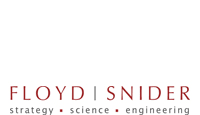 FLOYD | SNIDER
strategy ▪ science ▪ engineering